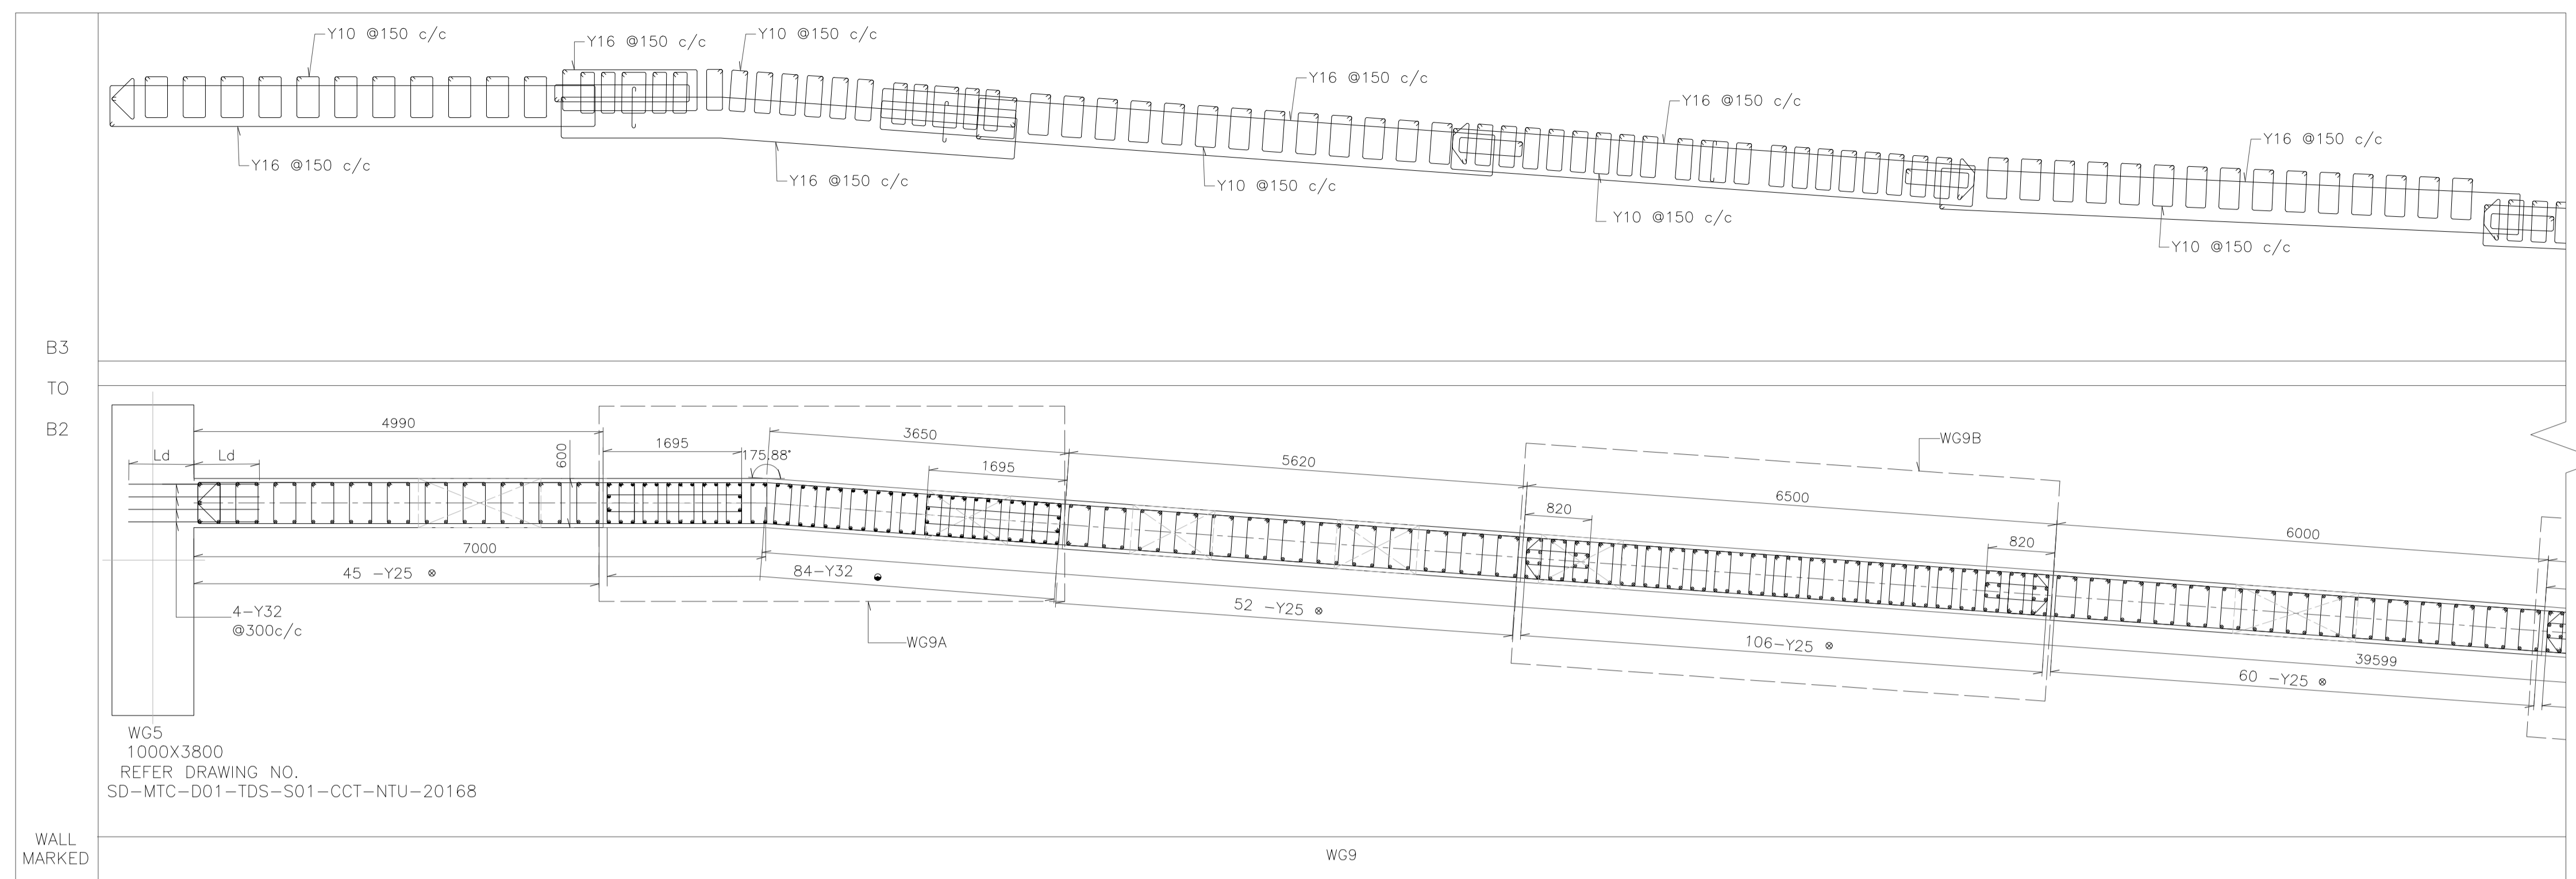 Y10 @150 c/c
Y16 @150 c/c
Y10 @150 c/c
Y16 @150 c/c
Y16 @150 c/c
Y16 @150 c/c
Y16 @150 c/c
Y16 @150 c/c
Y10 @150 c/c
Y10 @150 c/c
Y10 @150 c/c
B3
TO
B2
4990
1695
3650
WG9B
Ld
Ld
600
175.88°
1695
5620
6500
820
820
6000
7000
45 -Y25 ⊗
84-Y32
4-Y32
@300c/c
52 -Y25 ⊗
WG9A
106-Y25 ⊗
39599
60 -Y25 ⊗
WG5
1000X3800
REFER DRAWING NO.
SD-MTC-D01-TDS-S01-CCT-NTU-20168
WALL
MARKED
WG9